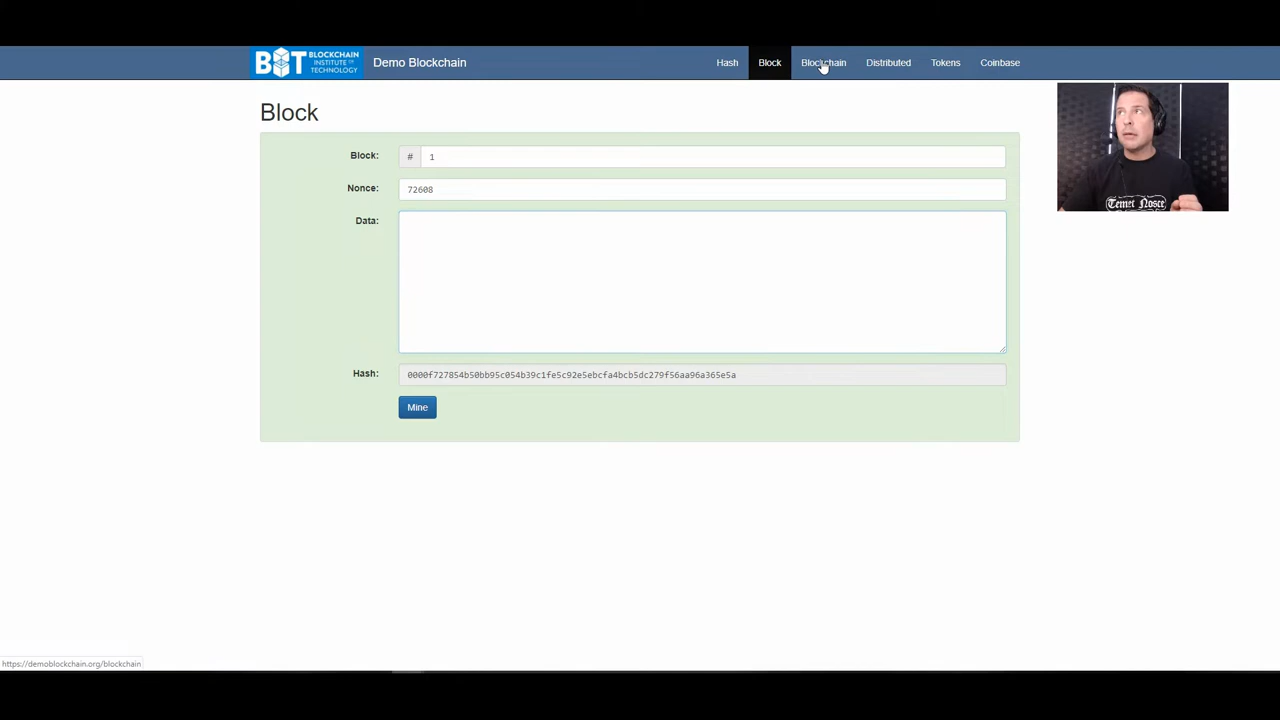 BIT BLOCKCHAIN
INSTITUTE OF
TECHNOLOGY
Demo Blockchain
Hash
Block
Blockchain
Distributed
Tokens
Coinbase
Block
Block:
# 1
Nonce:
72608
Data:
Hash:
0000f727854b50bb95c054b39c1fe5c92e5ebcfa4bcb5dc279f56aa96a365e5a
Mine
Temet Nosce
https://demoblockchain.org/blockchain